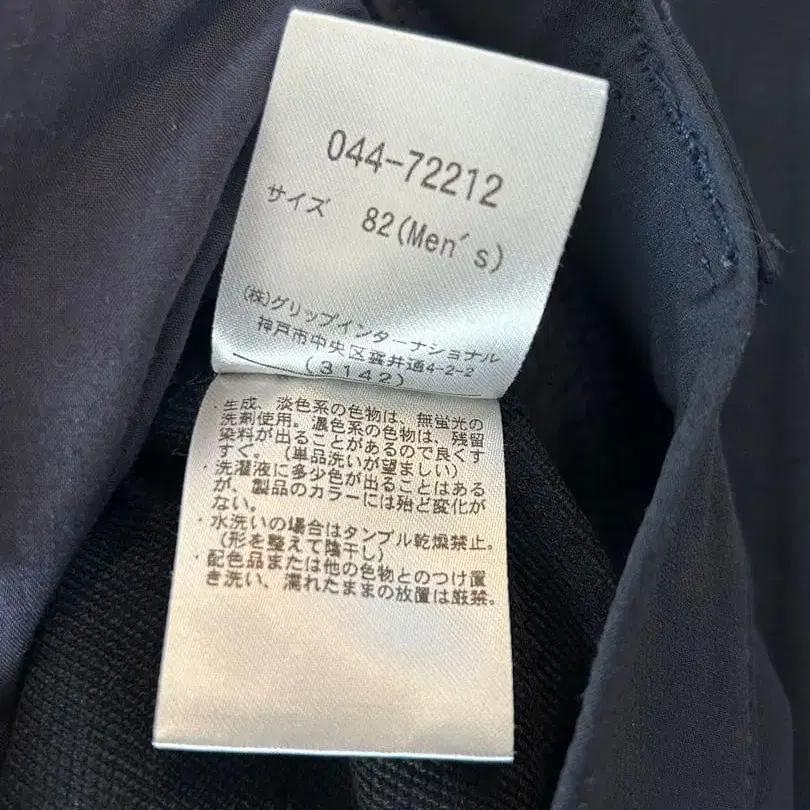 044-72212
サイズ 82(Men's)
(株)グリップインターナショナル
神戸市中央区雲井通4-2-2
(3142)
・生成、淡色系の色物は、無蛍光の
洗剤使用。濃色系の色物は、残留
染料が出ることがあるので良くす
すぐ。(単品洗いが望ましい)
・洗濯液に多少色が出ることはある
が、製品のカラーには殆ど変化が
ない。
・水洗いの場合はタンブル乾燥禁止。
(形を整えて陰干し)
・配色品または他の色物とのつけ置
き洗い、濡れたままの放置は厳禁。